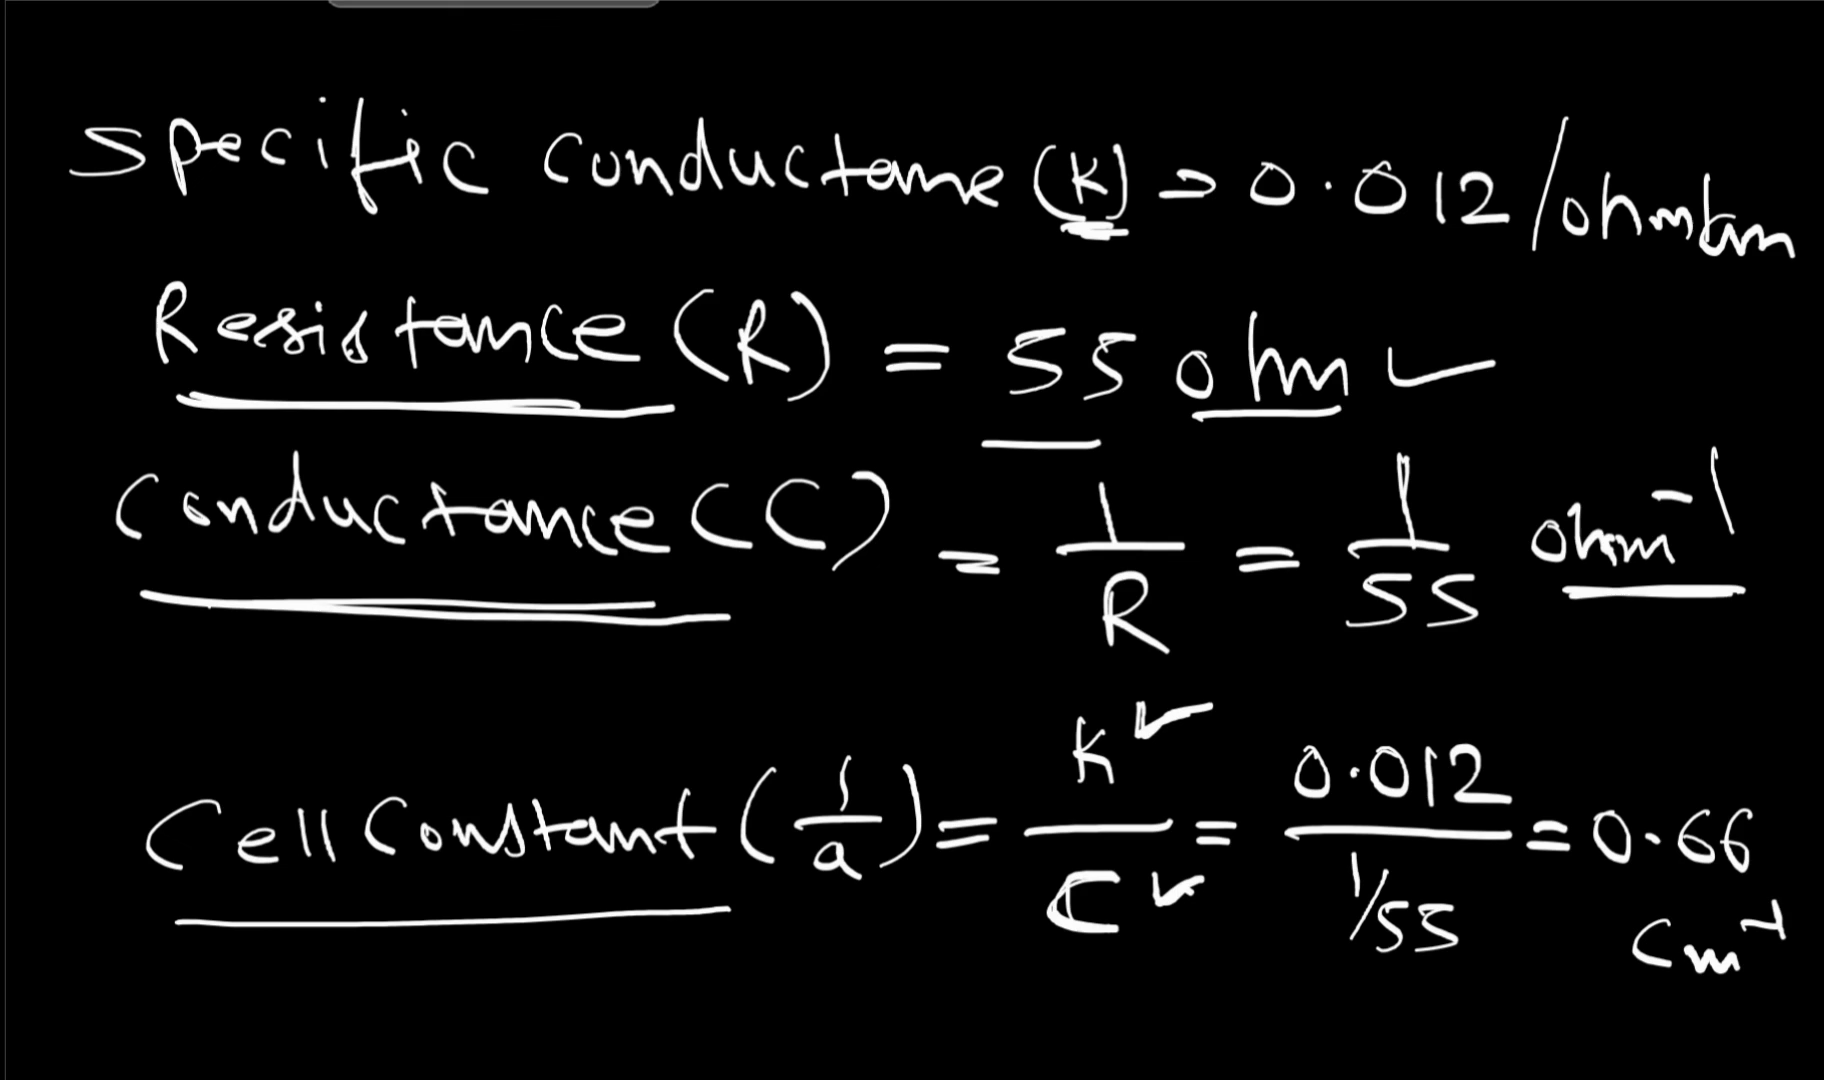 Specific conductance (K) = 0.012/ohm/cm
Resistance (R) = 55 ohm ✓
Conductance (C) = 1/R = 1/55 ohm⁻¹
Cell Constant (l/a) = K✓/C✓ = 0.012/(1/55) = 0.66
cm⁻¹